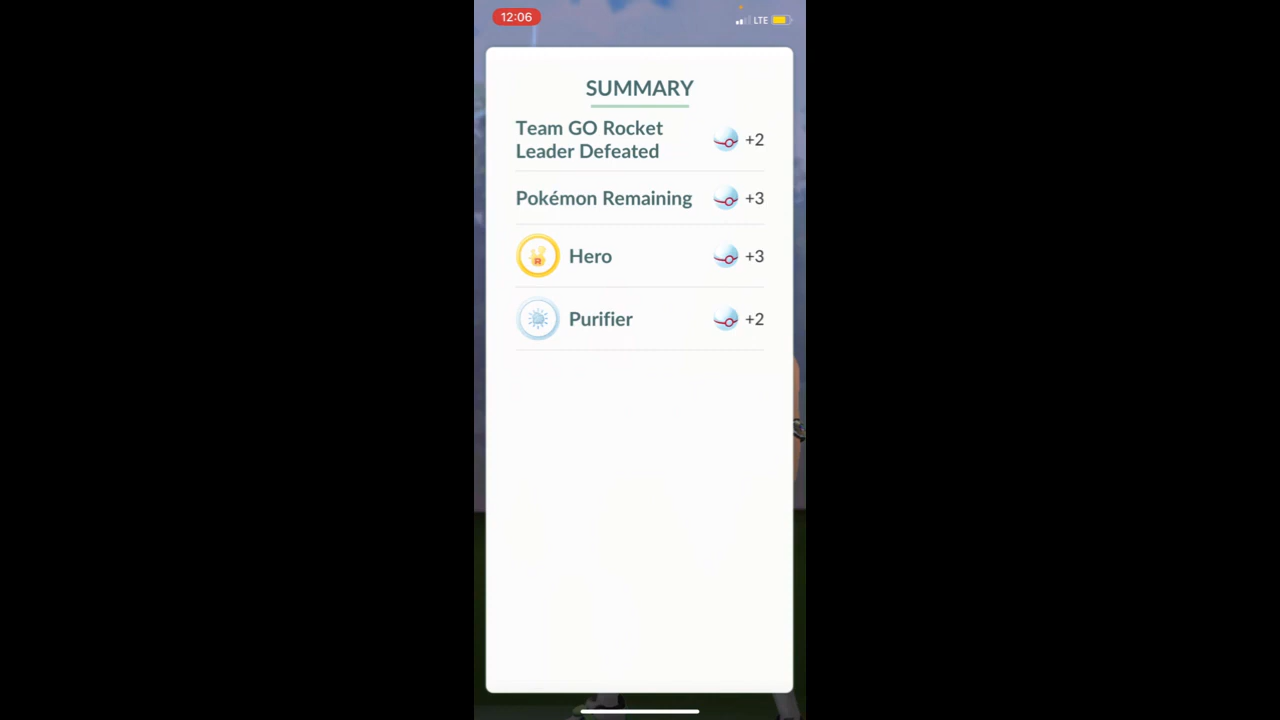 12:06
LTE
SUMMARY
Team GO Rocket
Leader Defeated
+2
Pokémon Remaining
+3
R
Hero
+3
Purifier
+2